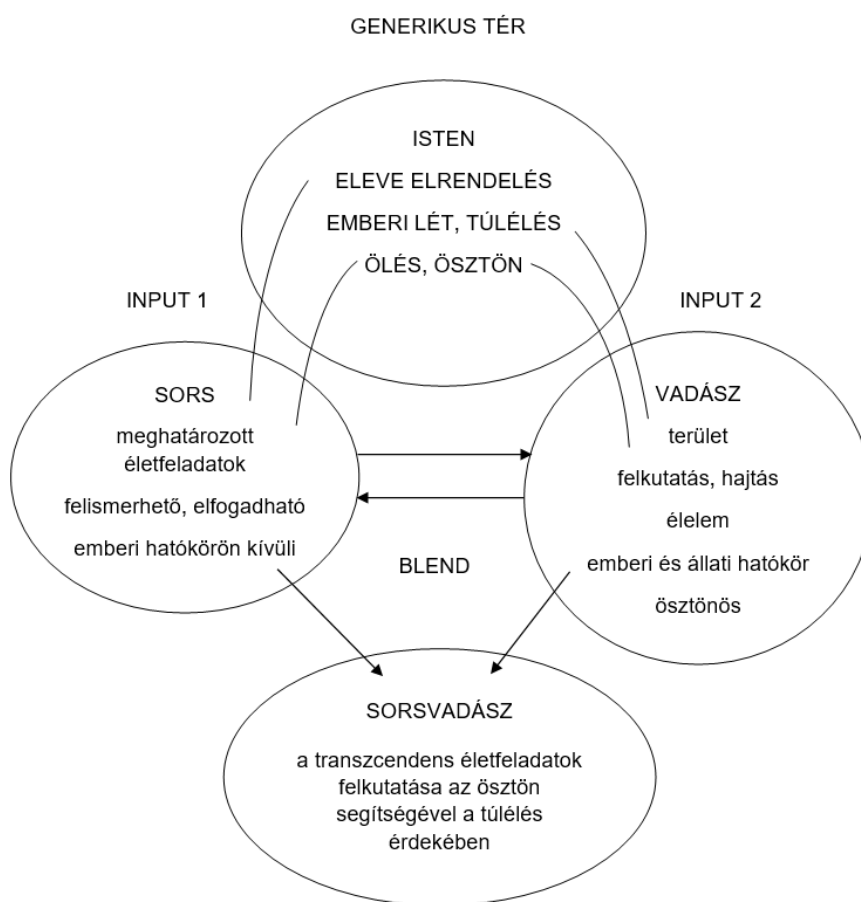 GENERIKUS TÉR
ISTEN
ELEVE ELRENDELÉS
EMBERI LÉT, TÚLÉLÉS
ÖLÉS, ÖSZTÖN
INPUT 1
INPUT 2
SORS
meghatározott
életfeladatok
felismerhető, elfogadható
emberi hatókörön kívüli
VADÁSZ
terület
felkutatás, hajtás
élelem
emberi és állati hatókör
ösztönös
BLEND
SORSVADÁSZ
a transzcendens életfeladatok
felkutatása az ösztön
segítségével a túlélés
érdekében